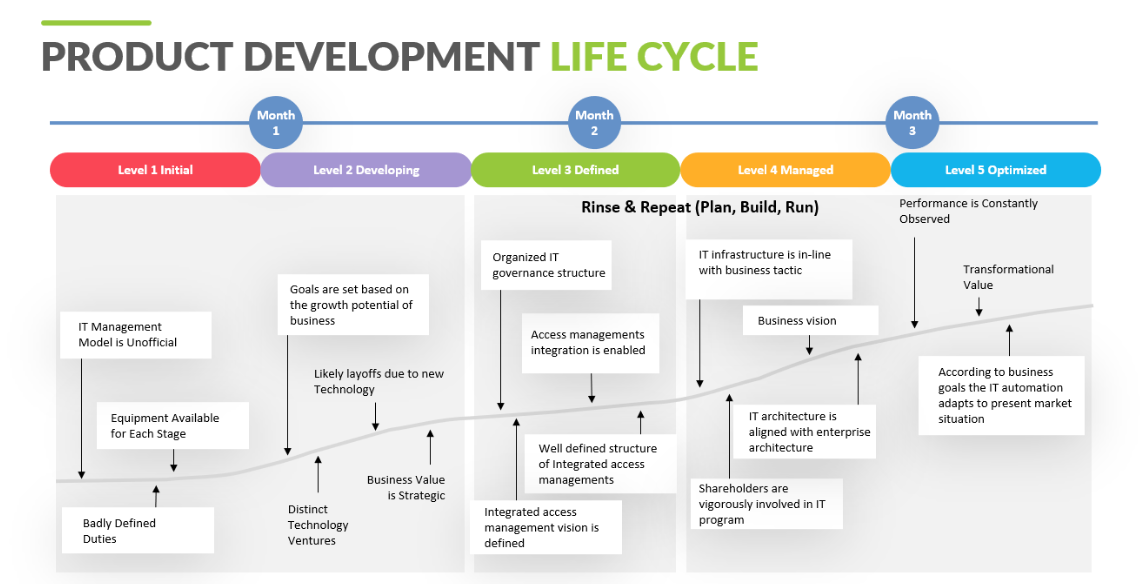 PRODUCT DEVELOPMENT LIFE CYCLE
Month
1
Month
2
Month
3
Level 1 Initial
Level 2 Developing
Level 3 Defined
Level 4 Managed
Level 5 Optimized
Rinse & Repeat (Plan, Build, Run)
IT Management
Model is Unofficial
Equipment Available
for Each Stage
Badly Defined
Duties
Goals are set based on
the growth potential of
business
Likely layoffs due to new
Technology
Distinct
Technology
Ventures
Business Value
is Strategic
Organized IT
governance structure
Access managements
integration is enabled
Well defined structure
of Integrated access
managements
Integrated access
management vision is
defined
IT infrastructure is in-line
with business tactic
Business vision
IT architecture is
aligned with enterprise
architecture
Shareholders are
vigorously involved in IT
program
Performance is Constantly
Observed
Transformational
Value
According to business
goals the IT automation
adapts to present market
situation